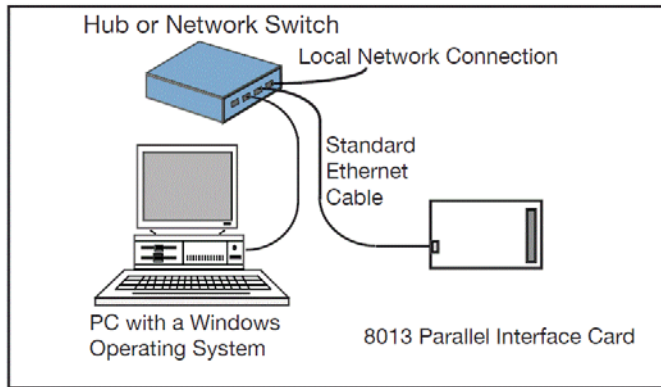 Hub or Network Switch
Local Network Connection
Standard
Ethernet
Cable
PC with a Windows
Operating System
8013 Parallel Interface Card